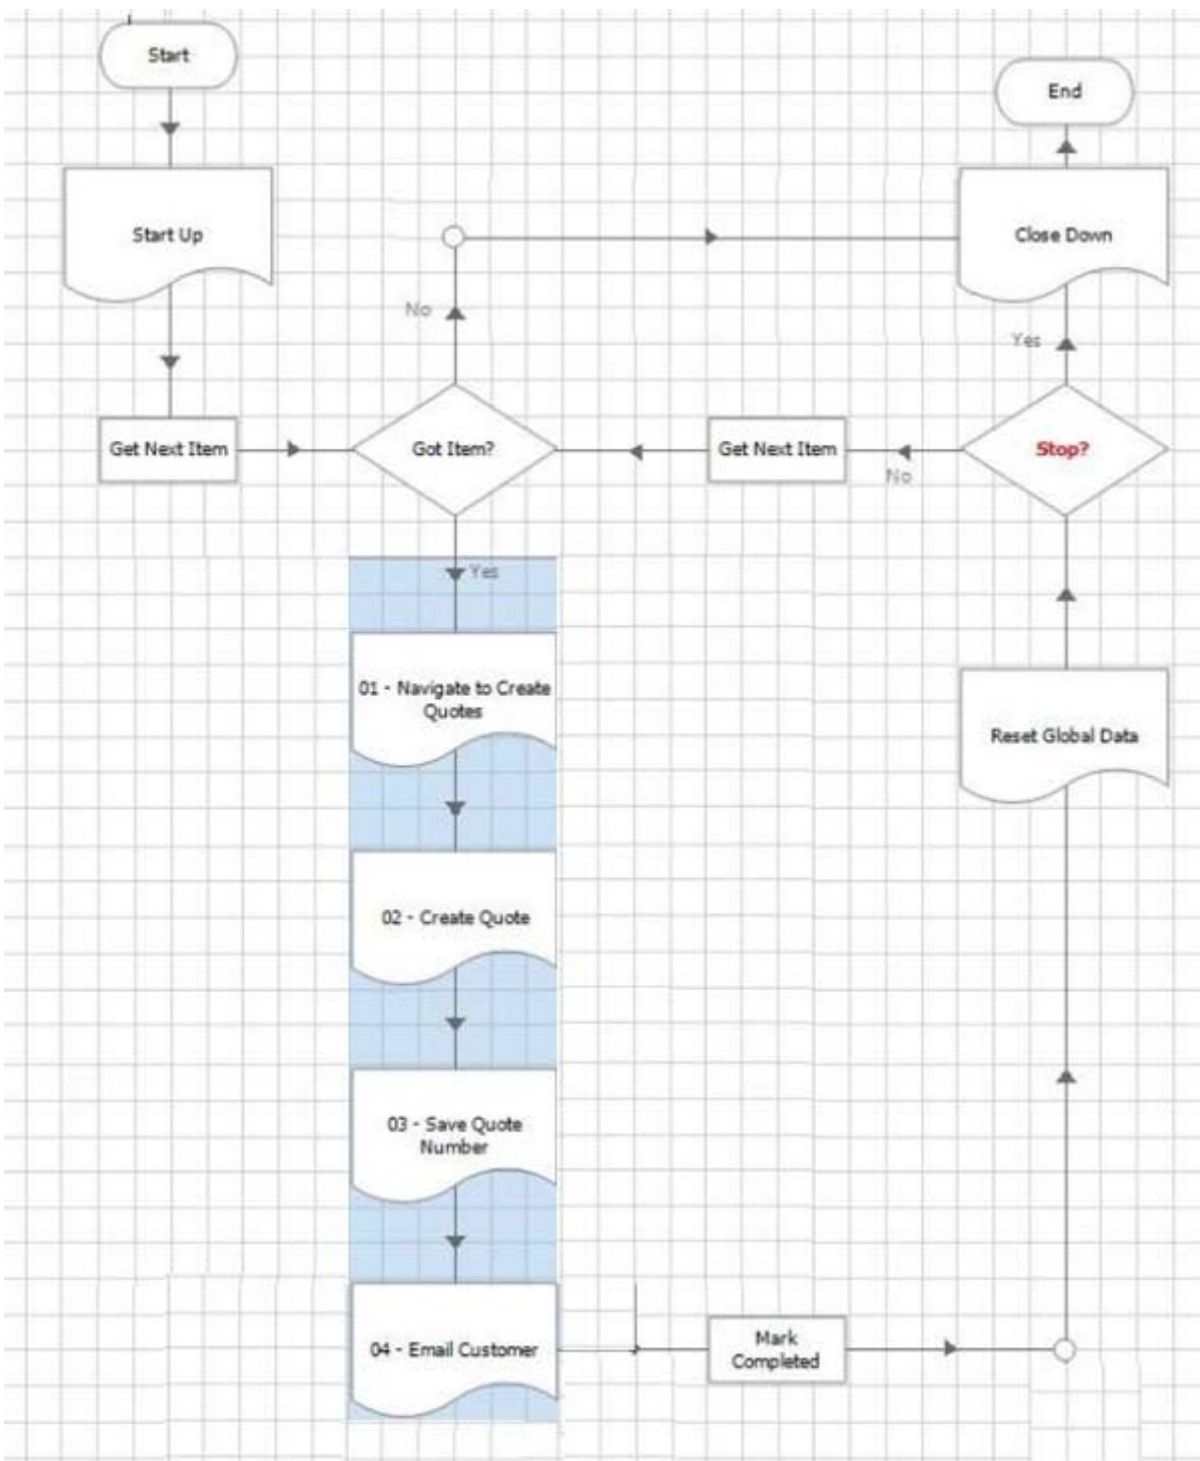 Start
End
Start Up
Close Down
No
Yes
Get Next Item
Got Item?
Get Next Item
Stop?
No
Yes
01 - Navigate to Create
Quotes
Reset Global Data
02 - Create Quote
03 - Save Quote
Number
04 - Email Customer
Mark
Completed